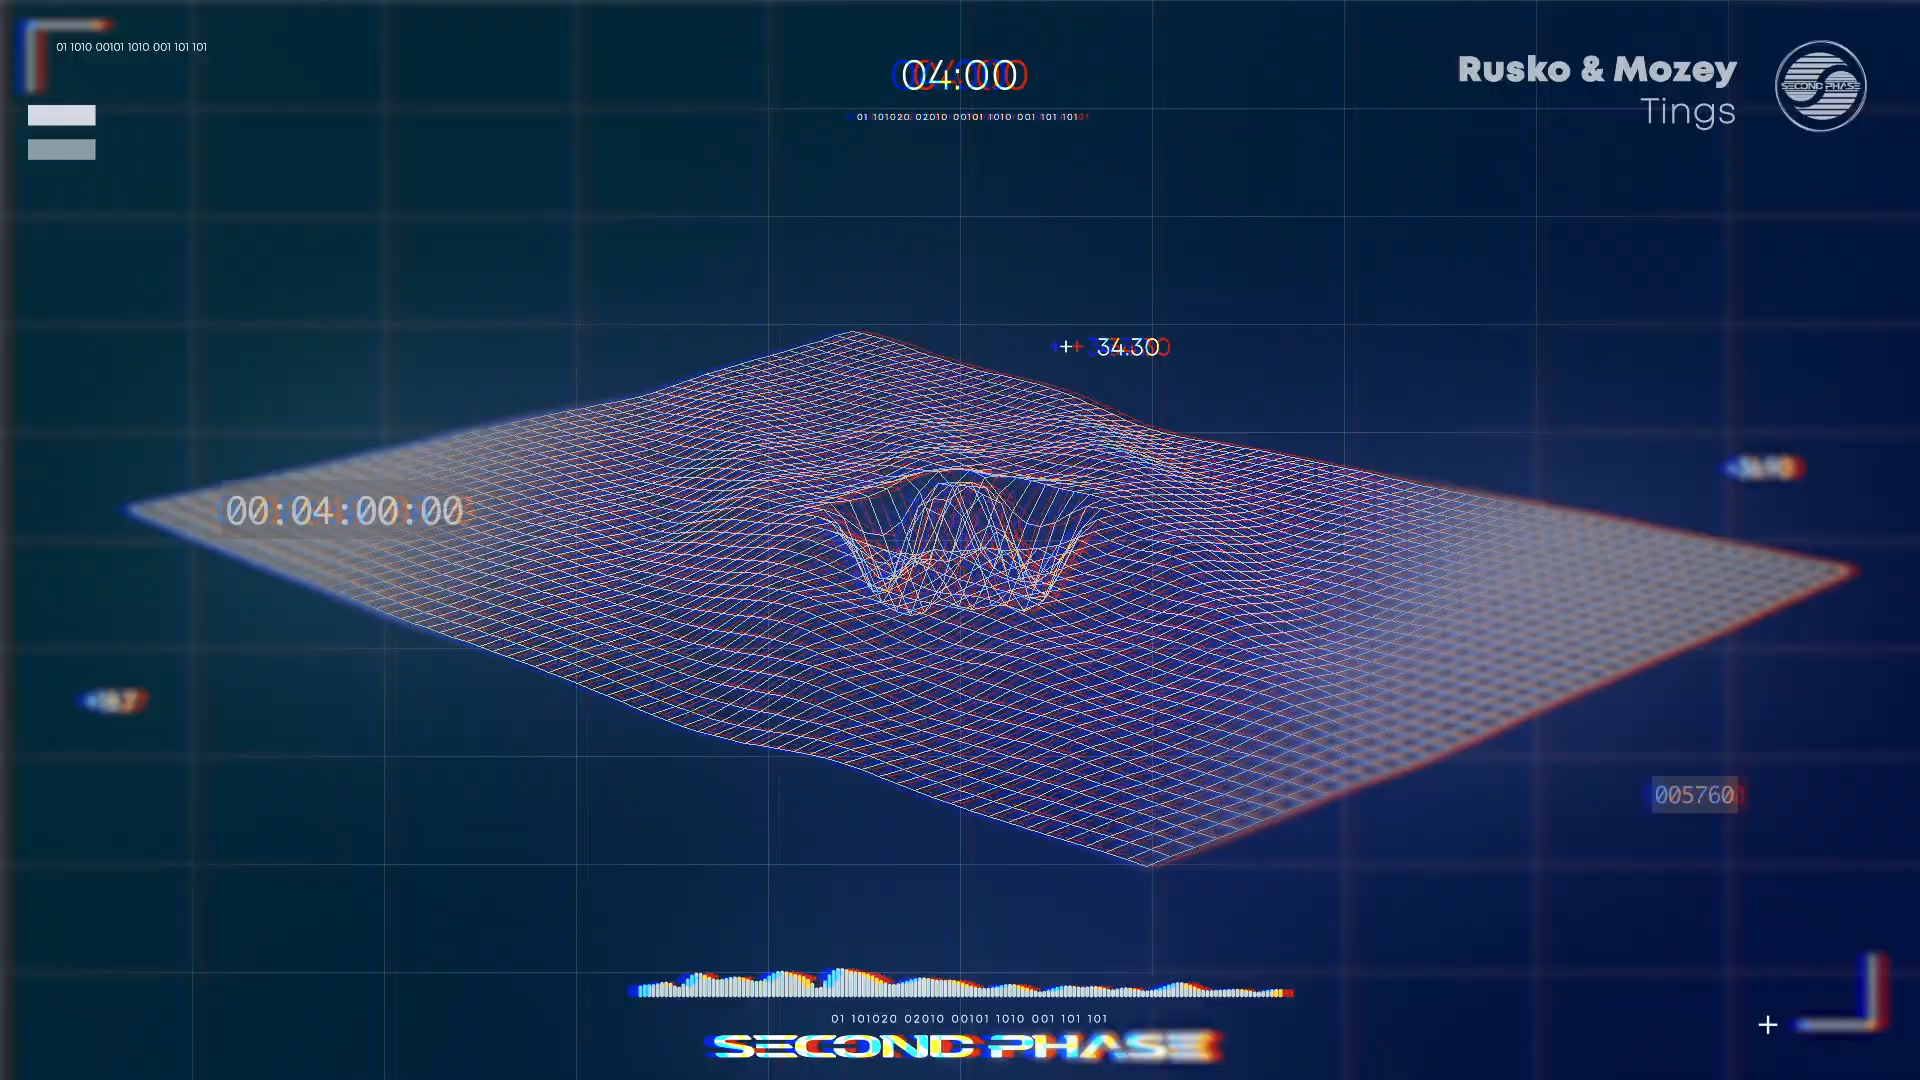 01 1010 00101 1010 001 101 101
04:00
01 101020 02010 00101 1010 001 101 101
Rusko & Mozey
Tings
SECOND PHASE
+ 34.30
00:04:00:00
005760
01 101020 02010 00101 1010 001 101 101
SECOND PHASE
+